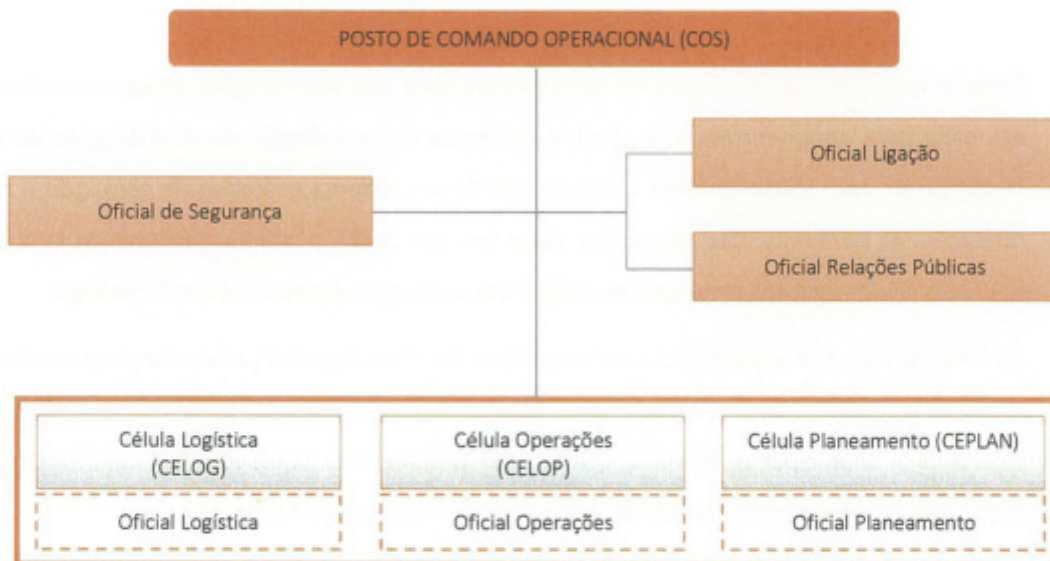 POSTO DE COMANDO OPERACIONAL (COS)
Oficial Ligação
Oficial de Segurança
Oficial Relações Públicas
Célula Logística
(CELOG)
Célula Operações
(CELOP)
Célula Planeamento (CEPLAN)
Oficial Logística
Oficial Operações
Oficial Planeamento